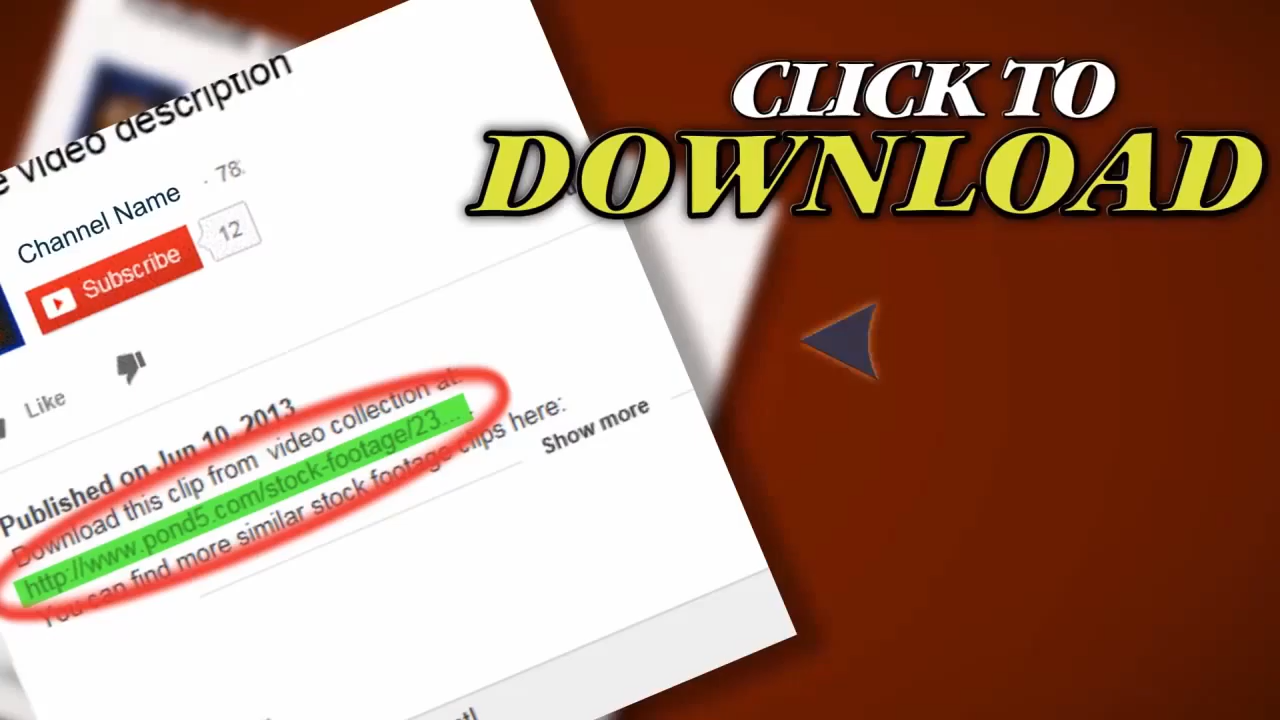 CLICK TO
DOWNLOAD
video description
Channel Name
78
Subscribe
12
Like
Published on Jun 10, 2013
Download this clip from video collection at:
http://www.pond5.com/stock-footage/23...
You can find more similar stock footage clips here:
Show more